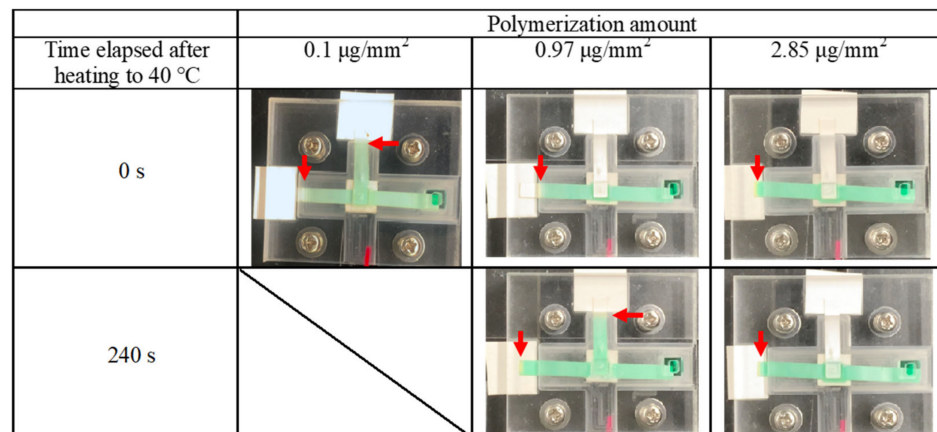 Polymerization amount
Time elapsed after
heating to 40 °C
0.1 μg/mm²
0.97 μg/mm²
2.85 μg/mm²
0 s
240 s